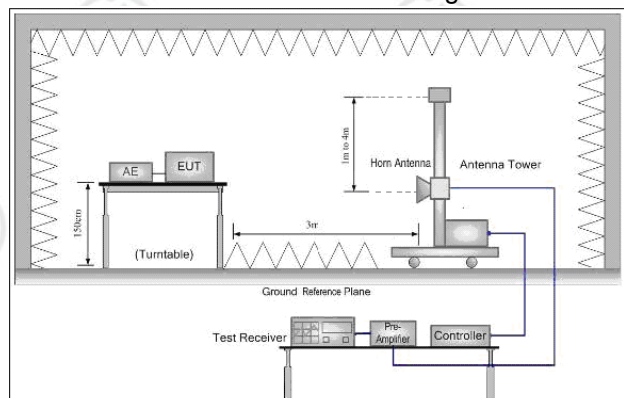 AE
EUT
150cm
(Turntable)
3m
1m to 4m
Horn Antenna
Antenna Tower
Ground Reference Plane
Test Receiver
Pre-
Amplifier
Controller